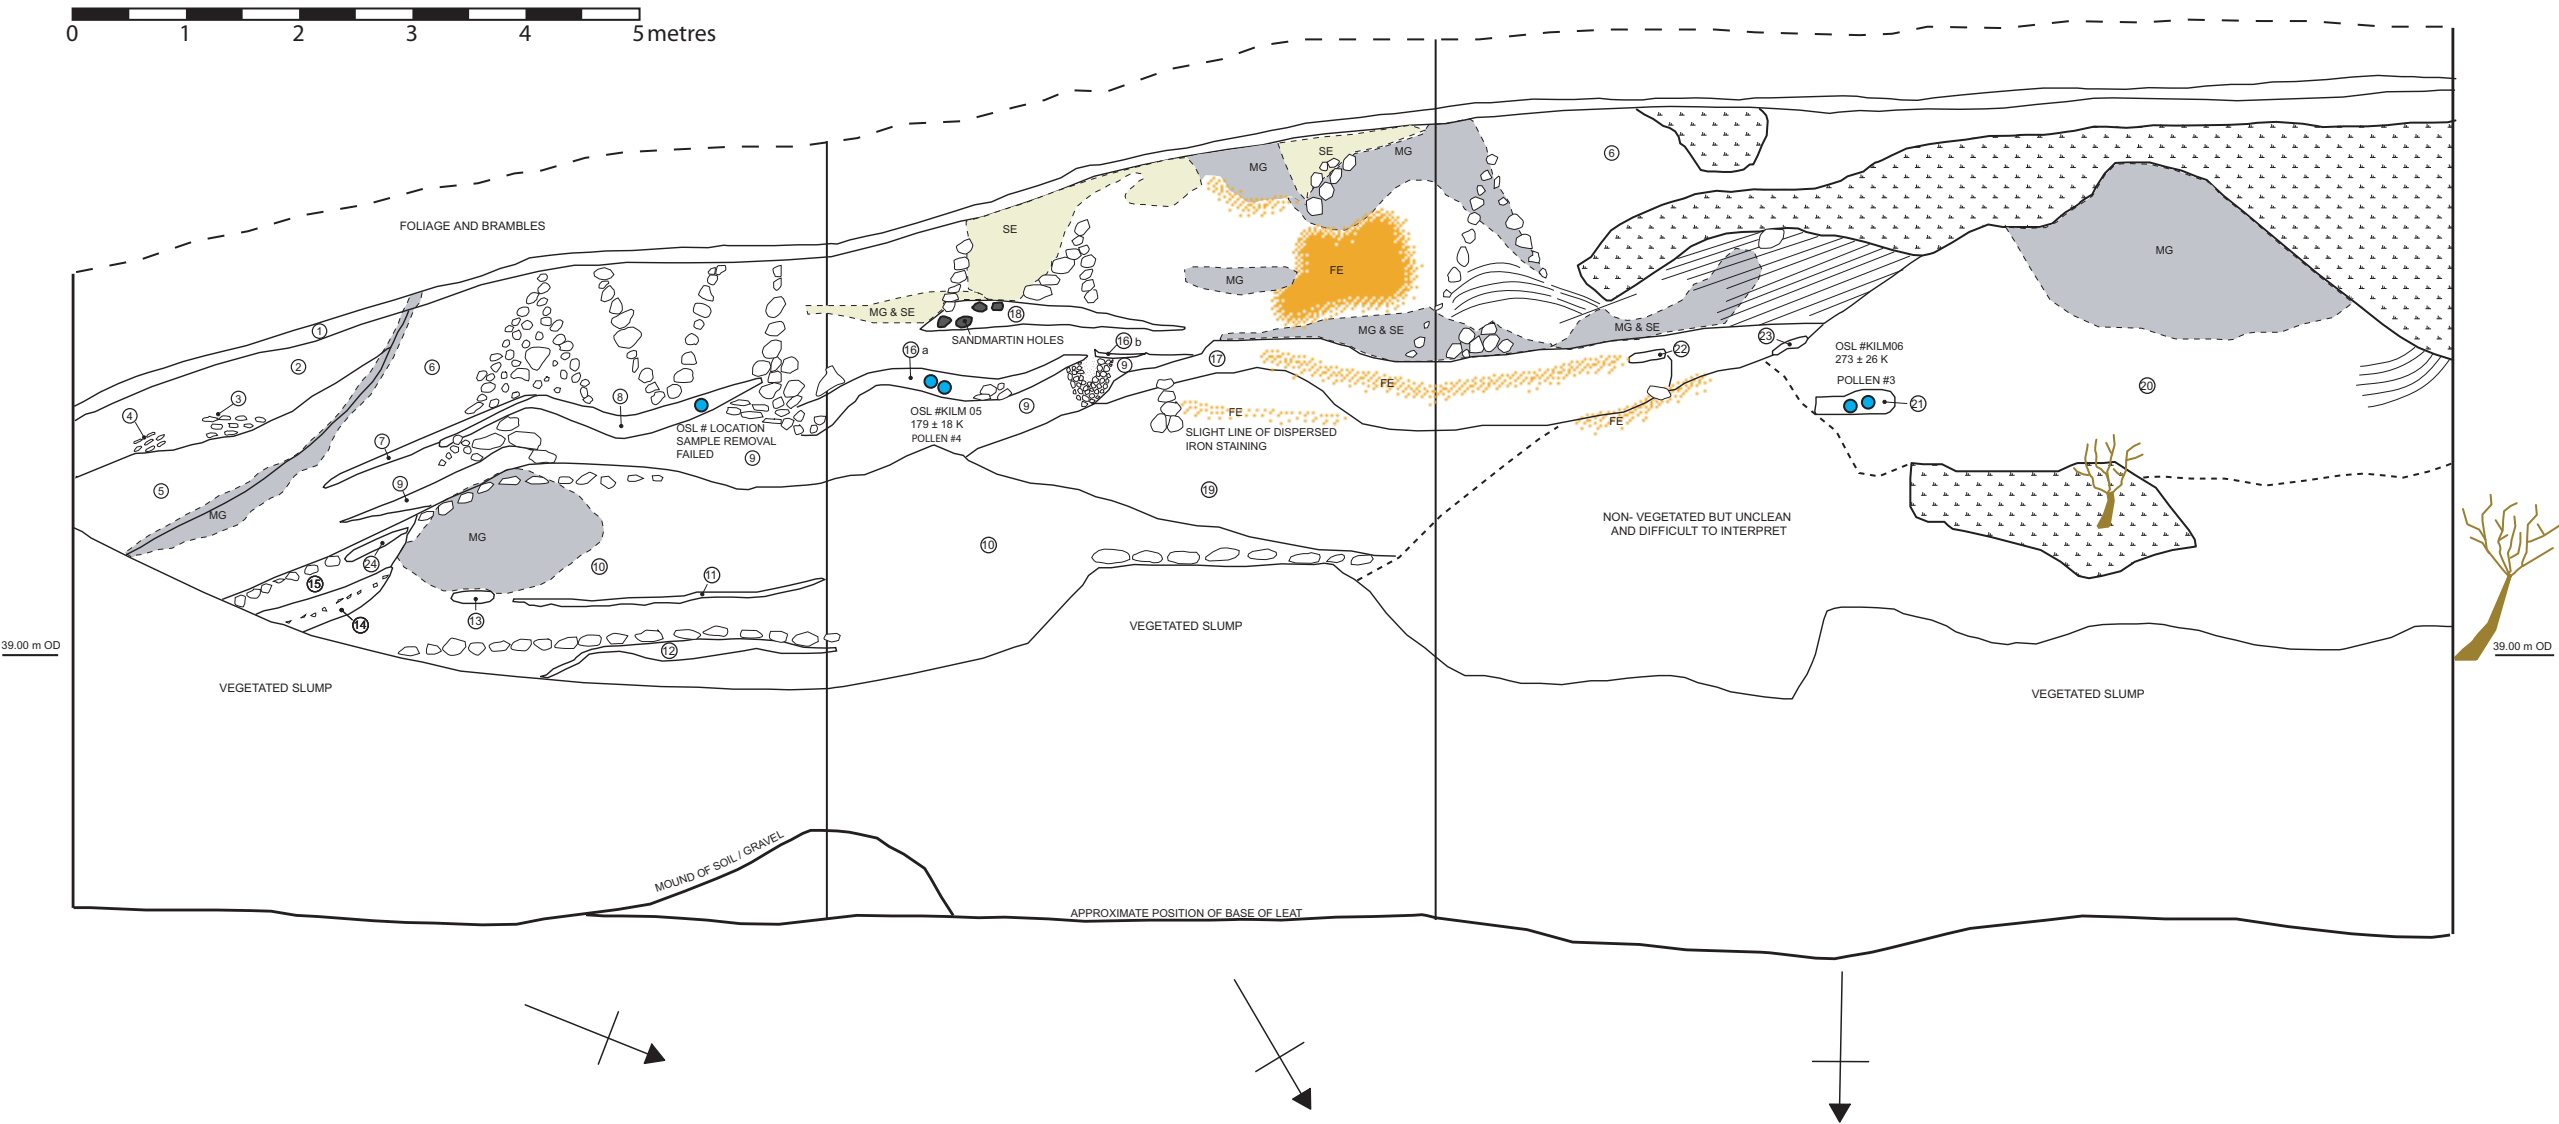 0 1 2 3 4 5 metres
FOLIAGE AND BRAMBLES
1
2
3
4
5
MG
6
7
8
9
OSL # LOCATION
SAMPLE REMOVAL
FAILED
9
MG
10
11
12
13
14
15
24
39.00 m OD
VEGETATED SLUMP
MOUND OF SOIL / GRAVEL
SE
MG & SE
18
SANDMARTIN HOLES
16 a
16 b
9
9
OSL #KILM 05
179 ± 18 K
POLLEN #4
17
MG
SE
MG
MG
FE
MG & SE
FE
FE
SLIGHT LINE OF DISPERSED
IRON STAINING
19
10
VEGETATED SLUMP
APPROXIMATE POSITION OF BASE OF LEAT
6
MG & SE
22
23
FE
OSL #KILM06
273 ± 26 K
POLLEN #3
21
MG
20
NON- VEGETATED BUT UNCLEAN
AND DIFFICULT TO INTERPRET
VEGETATED SLUMP
39.00 m OD